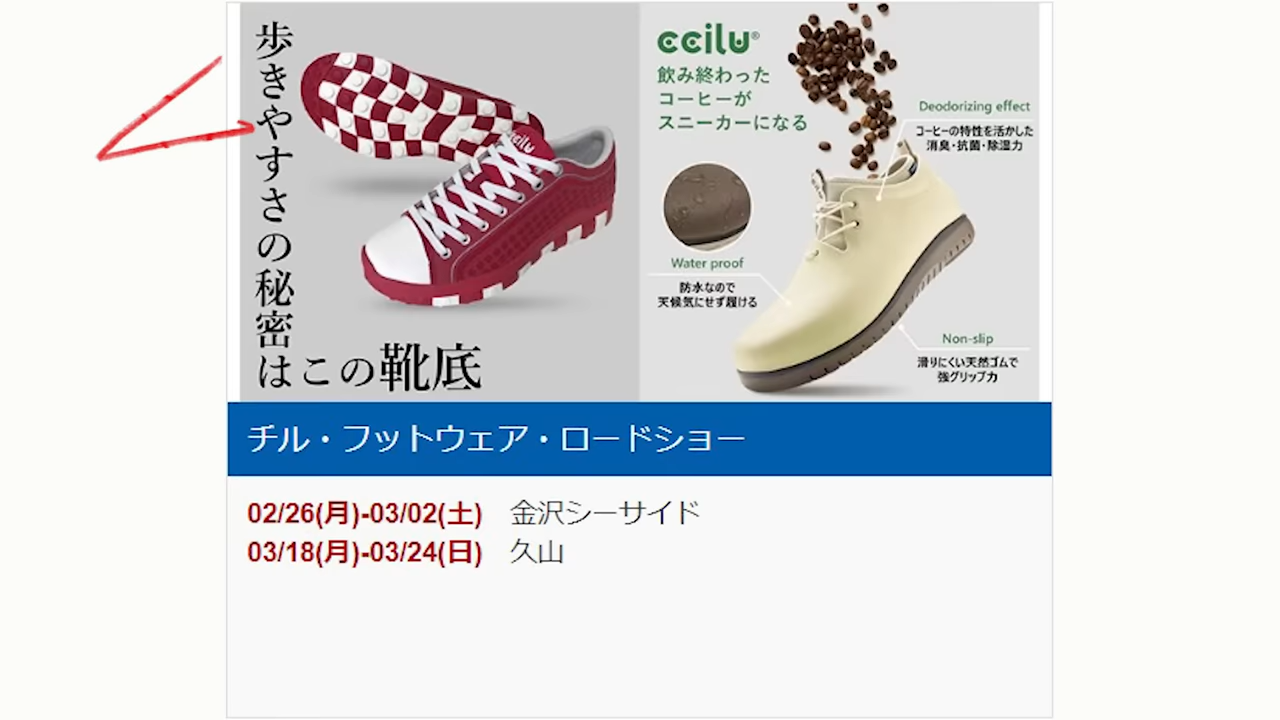 歩きやすさの秘密は
この靴底
ccilu
ccilu®
飲み終わった
コーヒーが
スニーカーになる
Deodorizing effect
コーヒーの特性を活かした
消臭・抗菌・除湿力
Water proof
防水なので
天候気にせず履ける
Non-slip
滑りにくい天然ゴムで
強グリップ力
チル・フットウェア・ロードショー
02/26(月)-03/02(土) 金沢シーサイド
03/18(月)-03/24(日) 久山